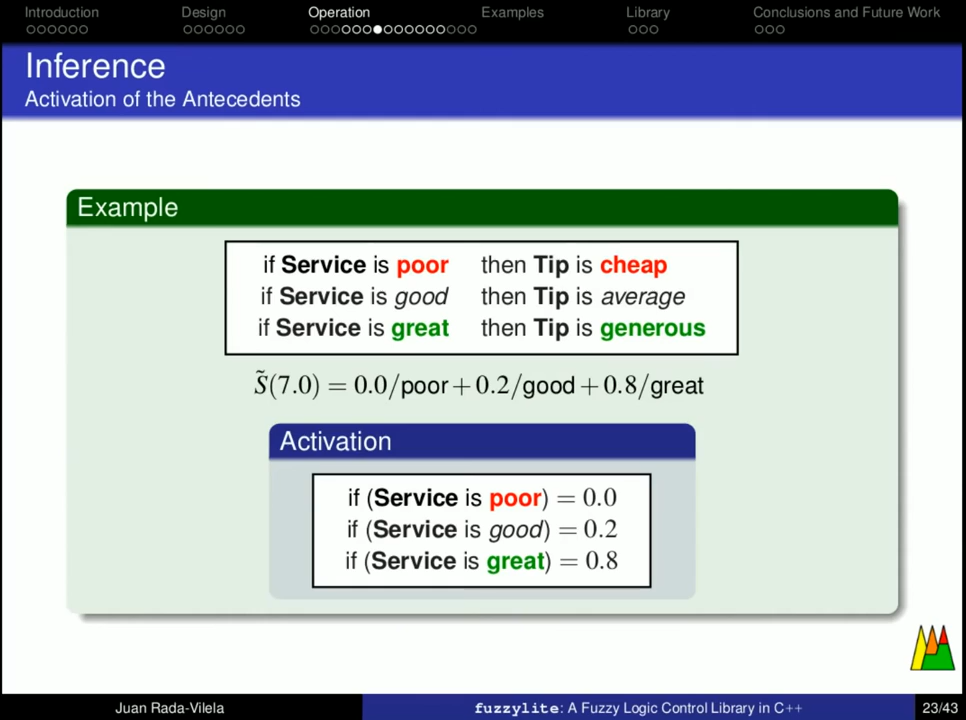 Introduction Design Operation Examples Library Conclusions and Future Work
Inference
Activation of the Antecedents
Example
if Service is poor then Tip is cheap
if Service is good then Tip is average
if Service is great then Tip is generous
S̃(7.0) = 0.0/poor + 0.2/good + 0.8/great
Activation
if (Service is poor) = 0.0
if (Service is good) = 0.2
if (Service is great) = 0.8
Juan Rada-Vilela fuzzylite: A Fuzzy Logic Control Library in C++ 23/43